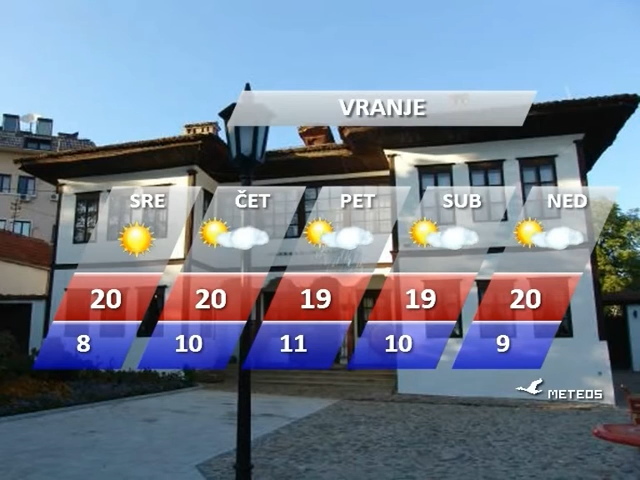 VRANJE
SRE ČET PET SUB NED
20 20 19 19 20
8 10 11 10 9
METEOS